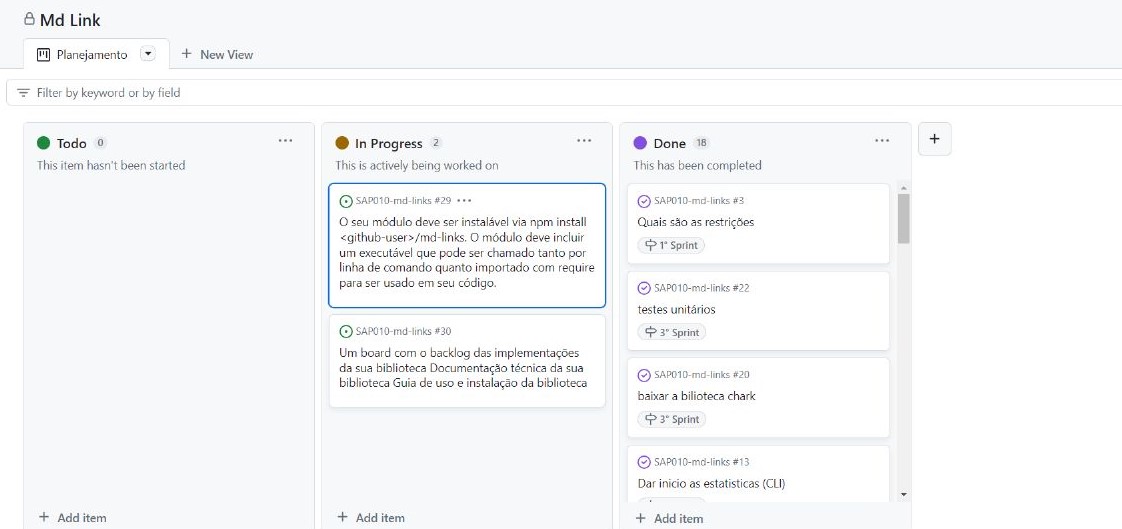 Md Link
Planejamento
New View
Filter by keyword or by field
Todo 0
This item hasn't been started
Add item
In Progress 2
This is actively being worked on
SAP010-md-links #29
O seu módulo deve ser instalável via npm install
<github-user>/md-links. O módulo deve incluir
um executável que pode ser chamado tanto por
linha de comando quanto importado com require
para ser usado em seu código.
SAP010-md-links #30
Um board com o backlog das implementações
da sua biblioteca Documentação técnica da sua
biblioteca Guia de uso e instalação da biblioteca
Add item
Done 18
This has been completed
SAP010-md-links #3
Quais são as restrições
1° Sprint
SAP010-md-links #22
testes unitários
3° Sprint
SAP010-md-links #20
baixar a bilioteca chark
3° Sprint
SAP010-md-links #13
Dar inicio as estatisticas (CLI)
Add item